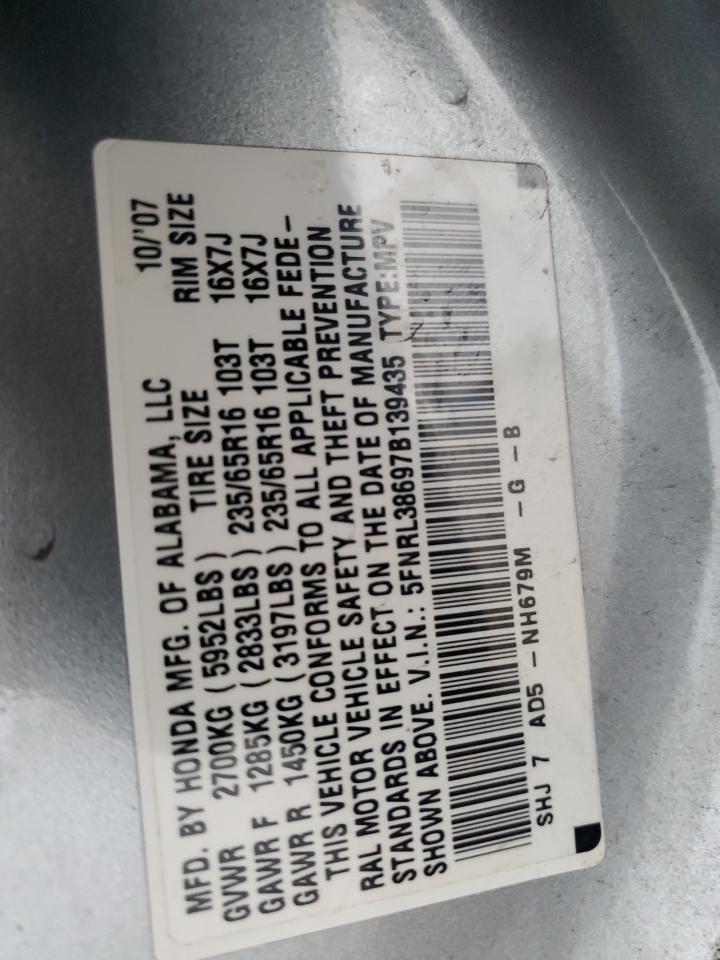 MFD. BY HONDA MFG. OF ALABAMA, LLC 10/'07
GVWR 2700KG (5952LBS) TIRE SIZE RIM SIZE
GAWR F 1285KG (2833LBS) 235/65R16 103T 16X7J
GAWR R 1450KG (3197LBS) 235/65R16 103T 16X7J
THIS VEHICLE CONFORMS TO ALL APPLICABLE FEDE-
RAL MOTOR VEHICLE SAFETY AND THEFT PREVENTION
STANDARDS IN EFFECT ON THE DATE OF MANUFACTURE
SHOWN ABOVE. V.I.N.: 5FNRL38697B139435 TYPE:MPV
SHJ 7 AD5 -NH679M -G -B